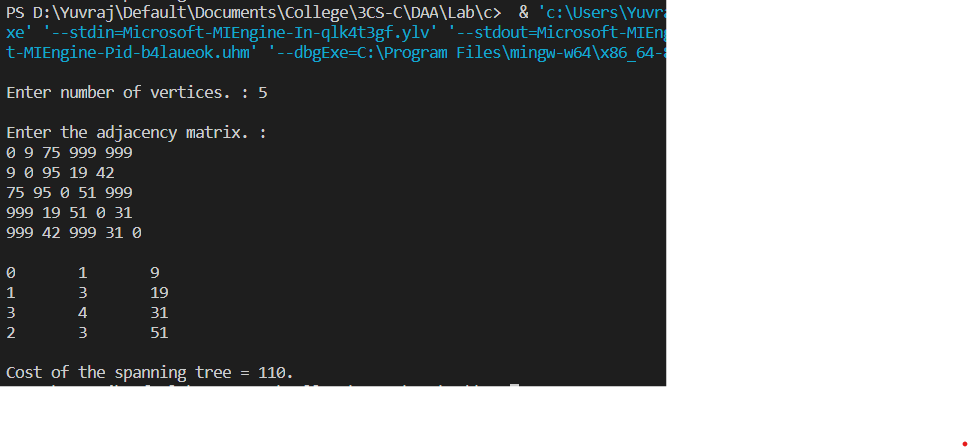 PS D:\Yuvraj\Default\Documents\College\3CS-C\DAA\Lab\c>  & 'c:\Users\Yuvra
xe' '--stdin=Microsoft-MIEngine-In-qlk4t3gf.ylv' '--stdout=Microsoft-MIEng
t-MIEngine-Pid-b4laueok.uhm' '--dbgExe=C:\Program Files\mingw-w64\x86_64-8
Enter number of vertices. : 5
Enter the adjacency matrix. :
0 9 75 999 999
9 0 95 19 42
75 95 0 51 999
999 19 51 0 31
999 42 999 31 0
0 1 9
1 3 19
3 4 31
2 3 51
Cost of the spanning tree = 110.